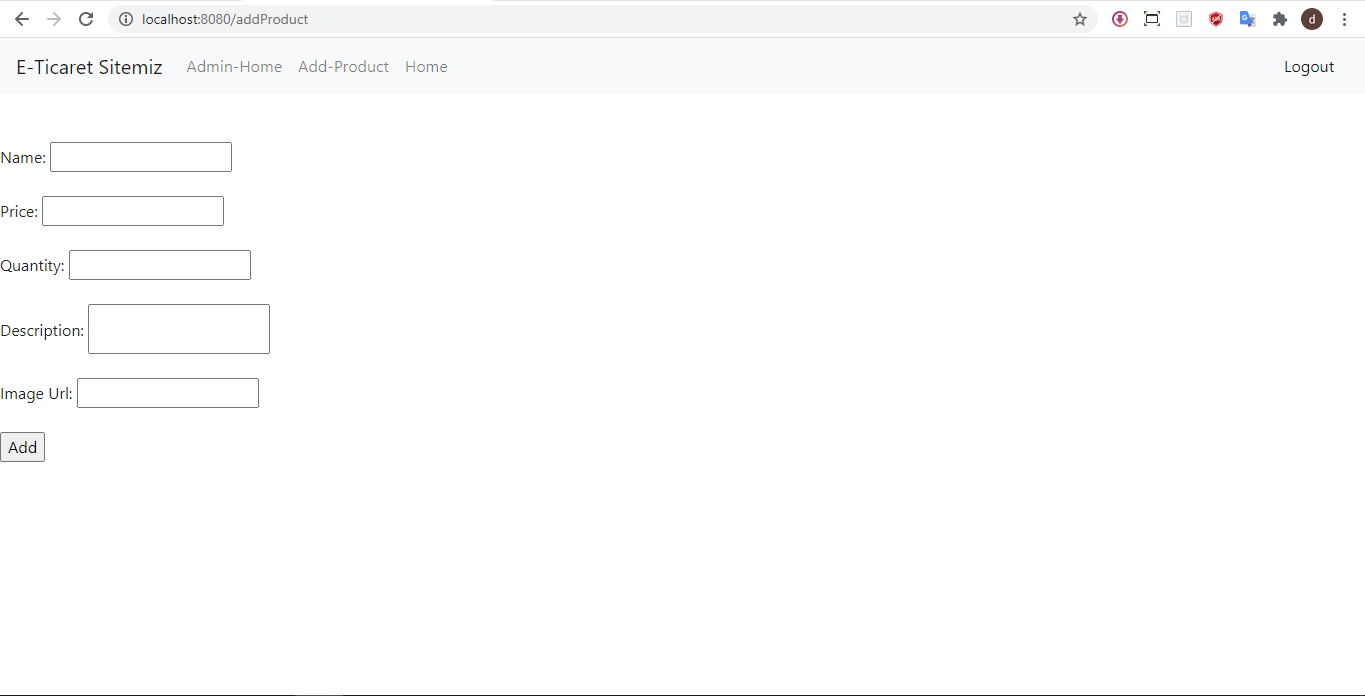 localhost:8080/addProduct
d
E-Ticaret Sitemiz Admin-Home Add-Product Home Logout
Name:
Price:
Quantity:
Description:
Image Url:
Add